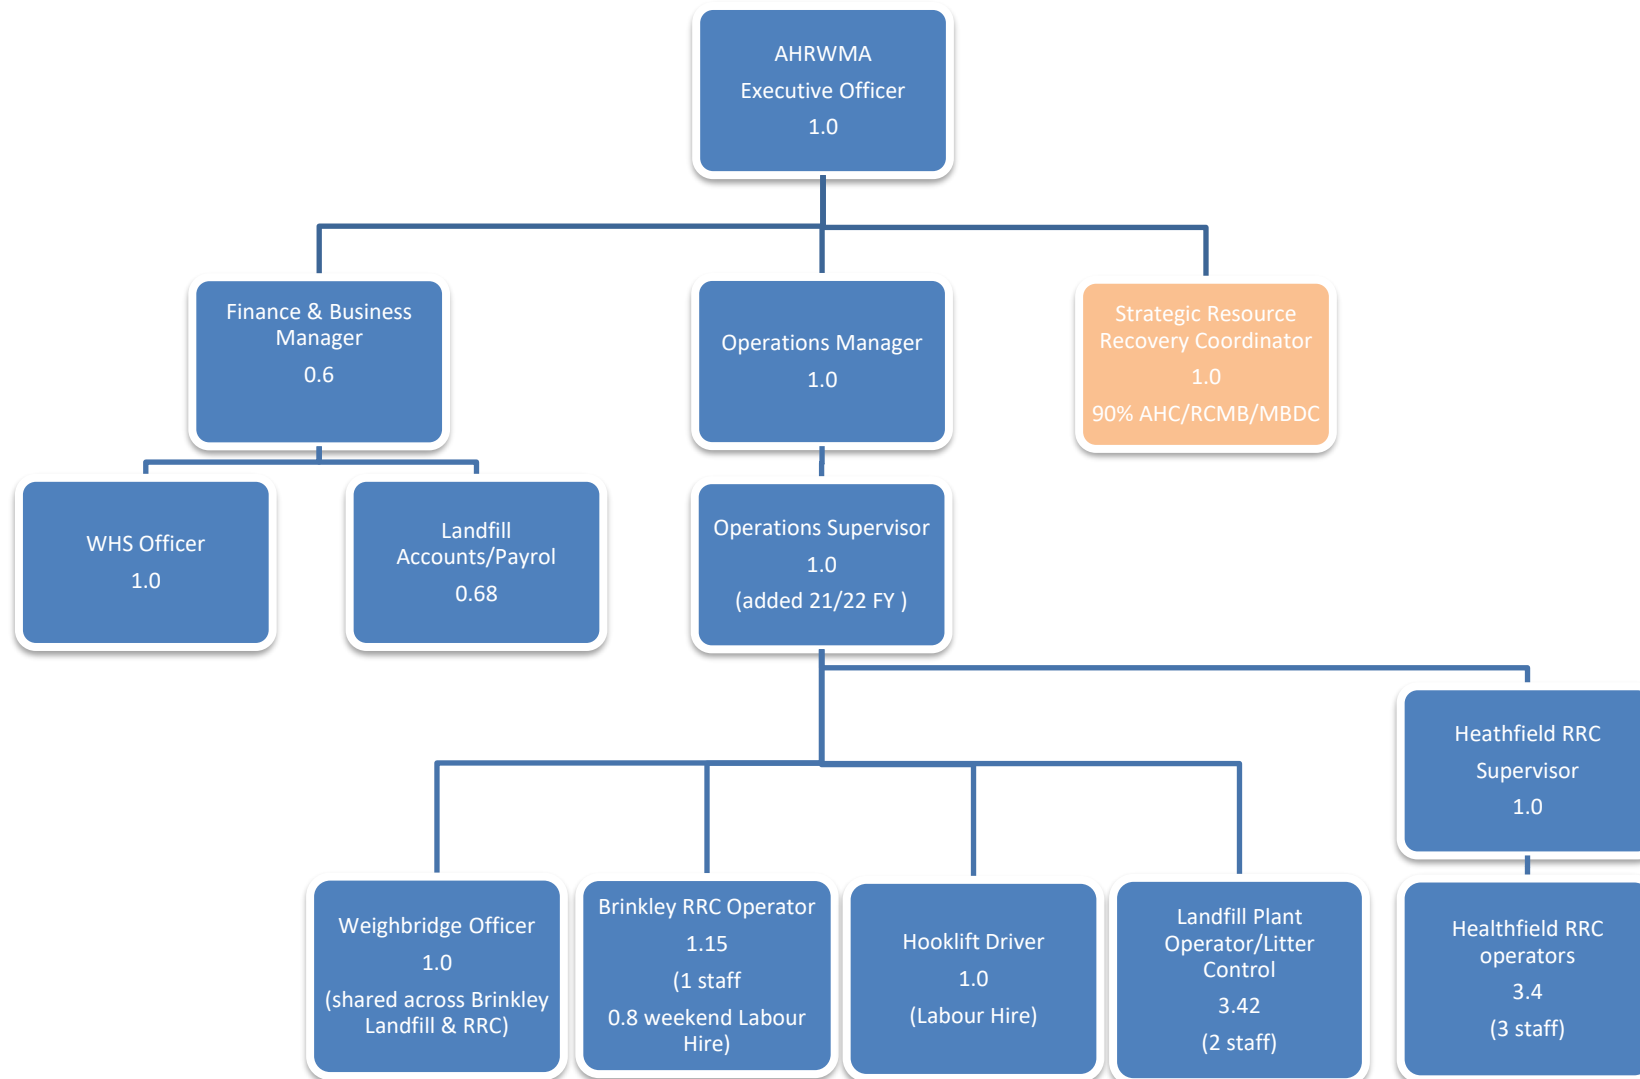 AHRWMA
Executive Officer
1.0
Finance & Business
Manager
0.6
Operations Manager
1.0
Strategic Resource
Recovery Coordinator
1.0
90% AHC/RCMB/MBDC
WHS Officer
1.0
Landfill
Accounts/Payrol
0.68
Operations Supervisor
1.0
(added 21/22 FY )
Heathfield RRC
Supervisor
1.0
Weighbridge Officer
1.0
(shared across Brinkley
Landfill & RRC)
Brinkley RRC Operator
1.15
(1 staff
0.8 weekend Labour
Hire)
Hooklift Driver
1.0
(Labour Hire)
Landfill Plant
Operator/Litter
Control
3.42
(2 staff)
Healthfield RRC
operators
3.4
(3 staff)